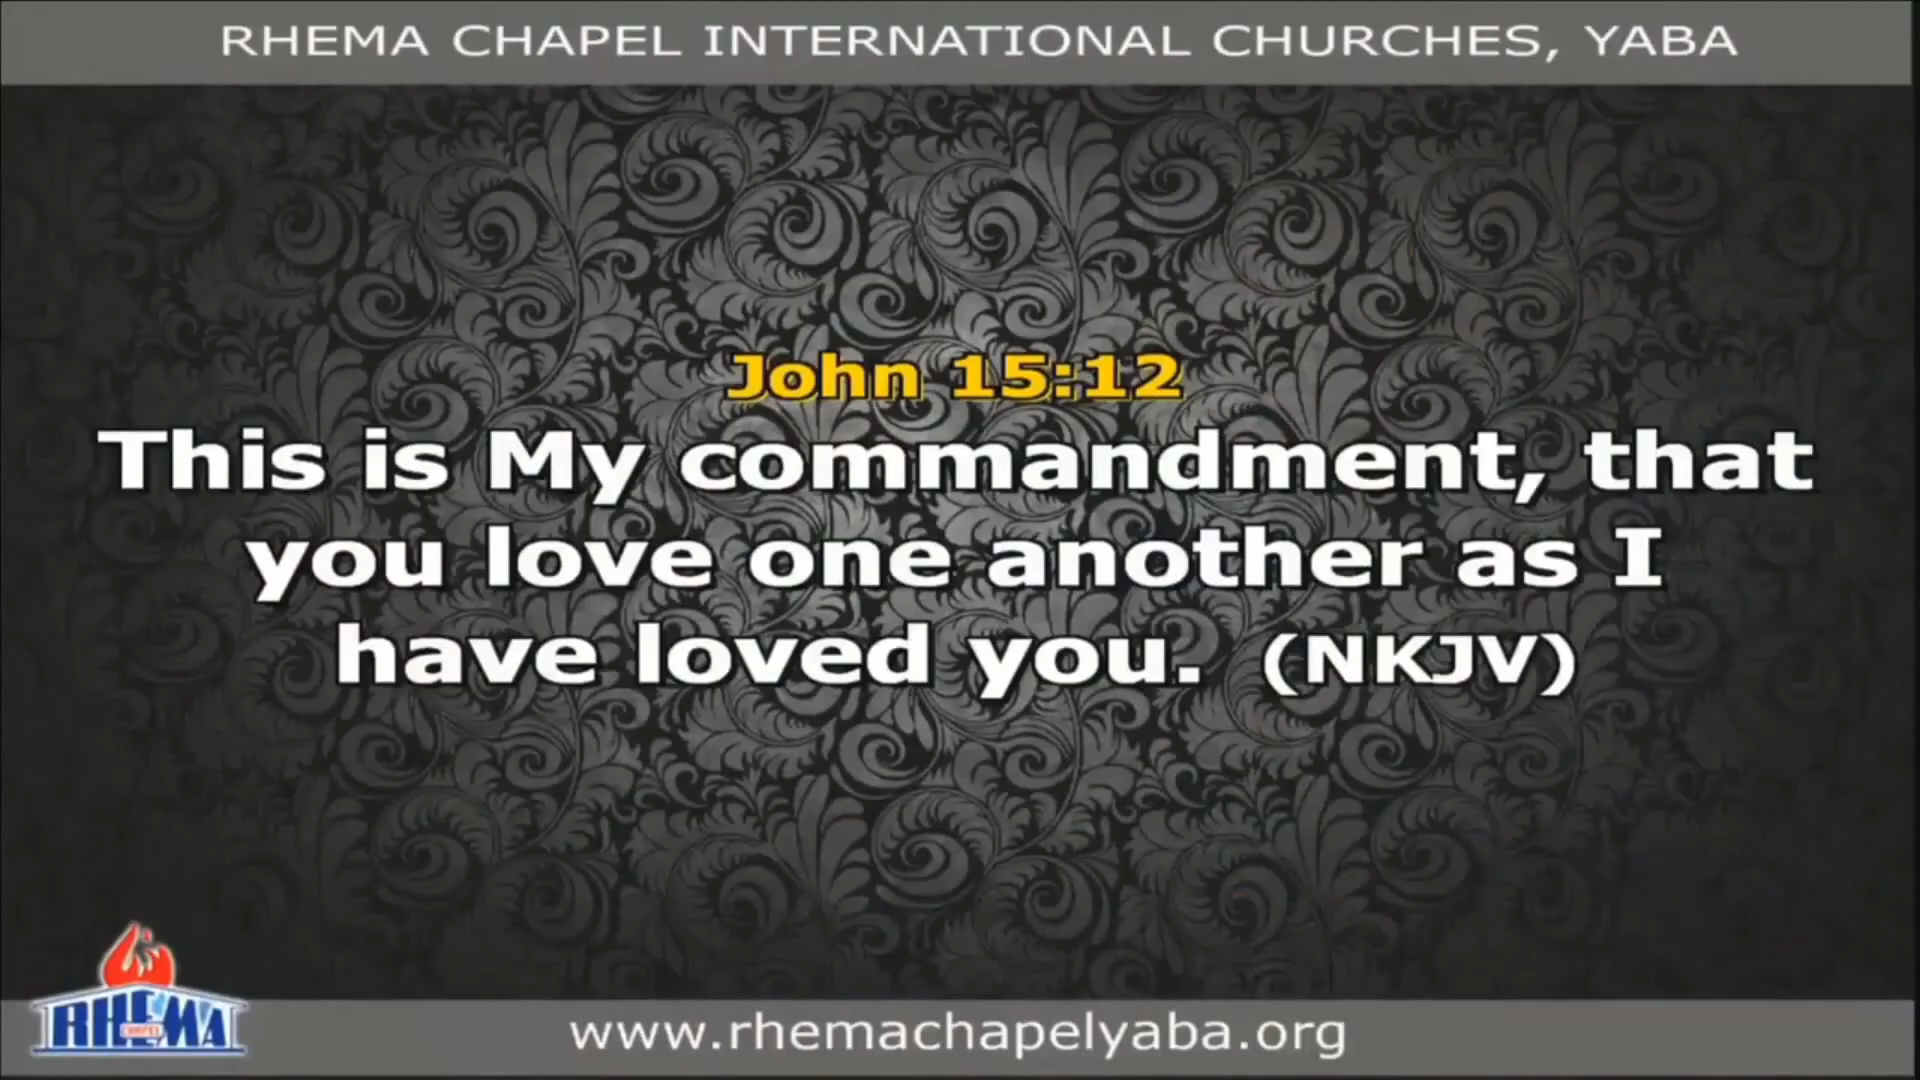 RHEMA CHAPEL INTERNATIONAL CHURCHES, YABA
John 15:12
This is My commandment, that
you love one another as I
have loved you. (NKJV)
RHEMA
CHAPEL
www.rhemachapelyaba.org